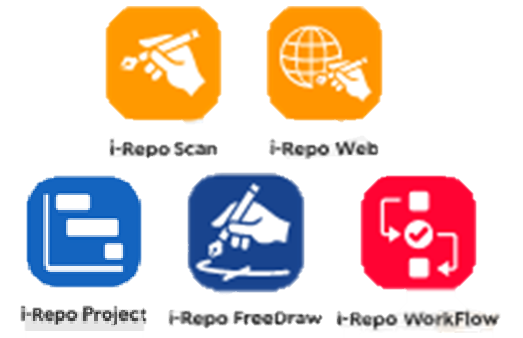 i-Repo Scan
i-Repo Web
i-Repo Project
i-Repo FreeDraw
i-Repo WorkFlow